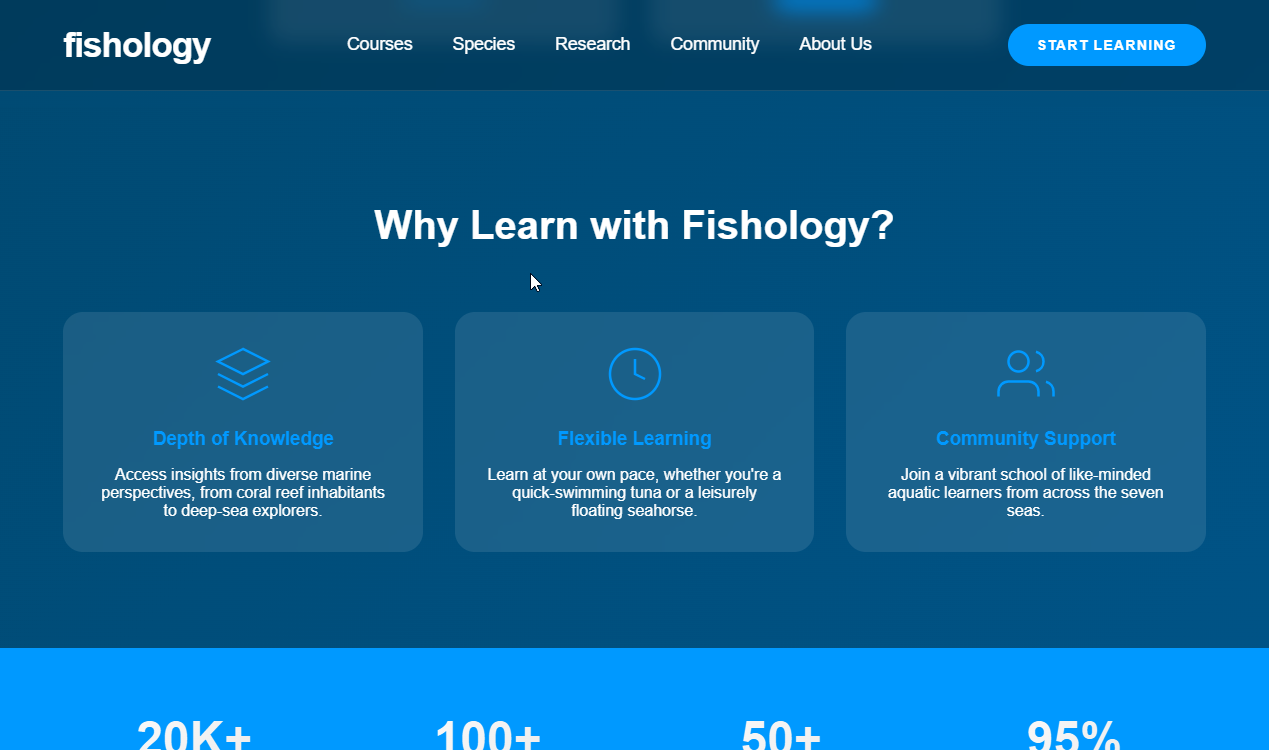 fishology
Courses Species Research Community About Us
START LEARNING
Why Learn with Fishology?
Depth of Knowledge
Access insights from diverse marine
perspectives, from coral reef inhabitants
to deep-sea explorers.
Flexible Learning
Learn at your own pace, whether you're a
quick-swimming tuna or a leisurely
floating seahorse.
Community Support
Join a vibrant school of like-minded
aquatic learners from across the seven
seas.
20K+ 100+ 50+ 95%